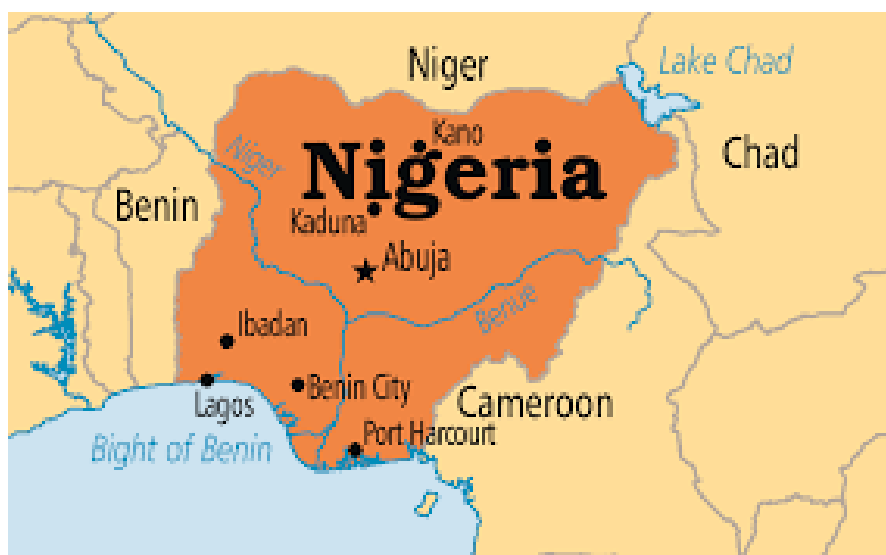 Niger
Lake Chad
Kano
Niger
Nigeria
Chad
Benin
Kaduna
Abuja
Benue
Ibadan
Benin City
Lagos
Cameroon
Port Harcourt
Bight of Benin